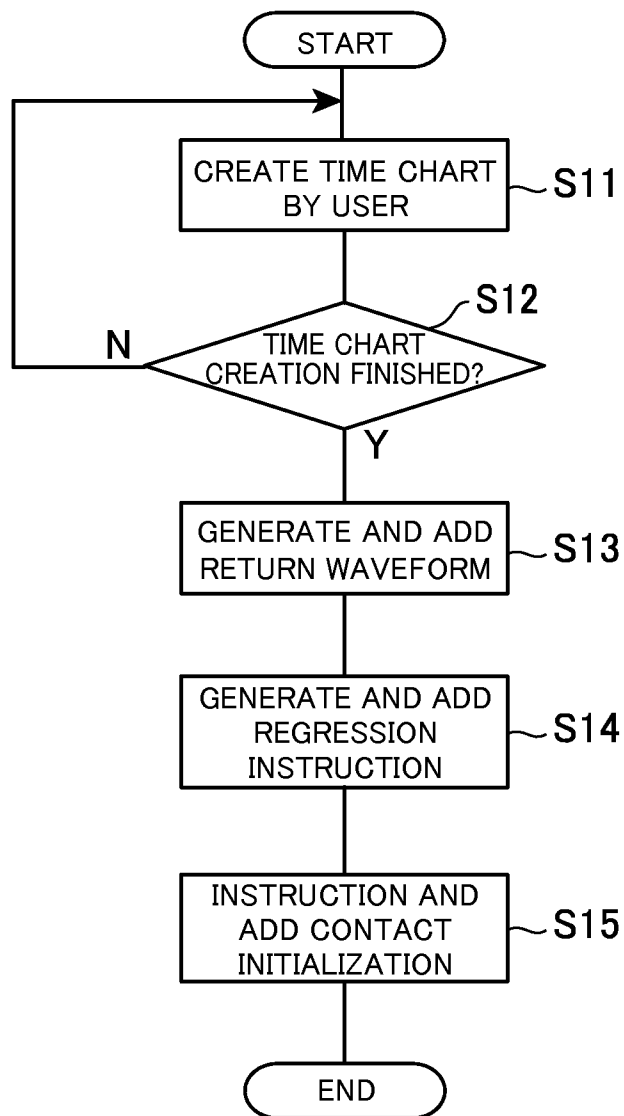 START
CREATE TIME CHART
BY USER
S11
S12
TIME CHART
CREATION FINISHED?
N
Y
GENERATE AND ADD
RETURN WAVEFORM
S13
GENERATE AND ADD
REGRESSION
INSTRUCTION
S14
INSTRUCTION AND
ADD CONTACT
INITIALIZATION
S15
END